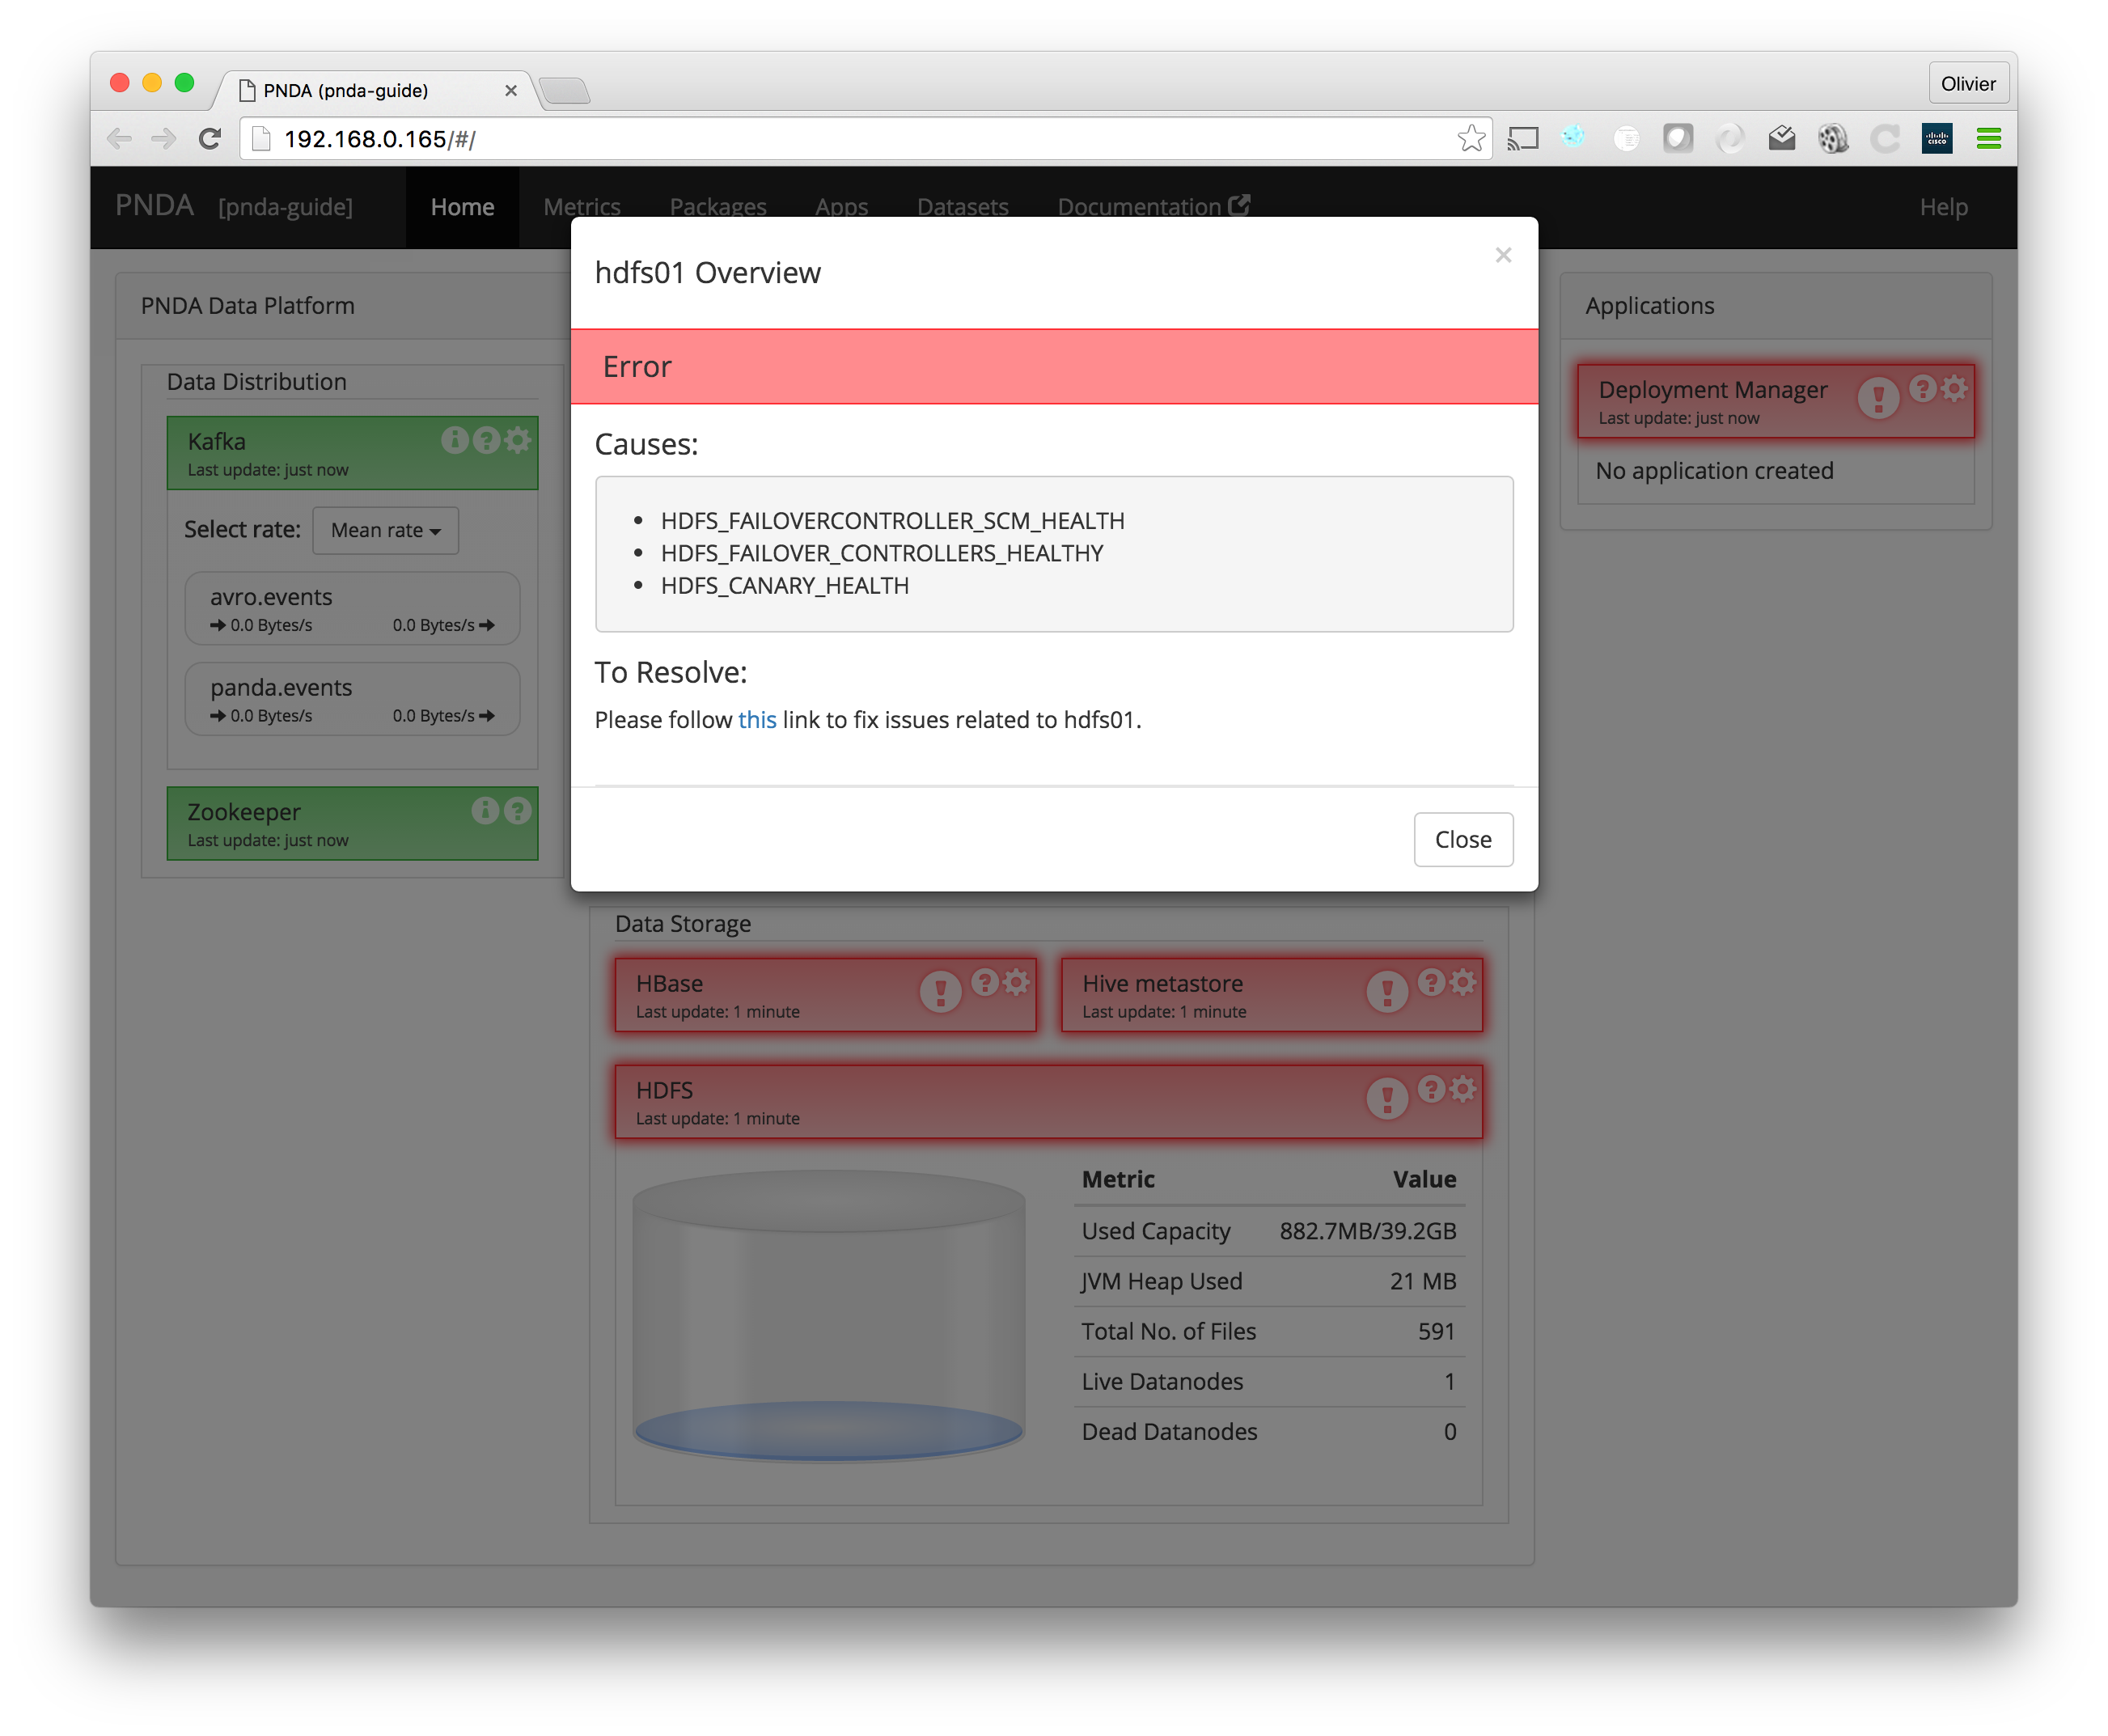 PNDA (pnda-guide)
Olivier
192.168.0.165/#/
CISCO
PNDA [pnda-guide] Home Metrics Packages Apps Datasets Documentation Help
hdfs01 Overview
Error
Causes:
• HDFS_FAILOVERCONTROLLER_SCM_HEALTH
• HDFS_FAILOVER_CONTROLLERS_HEALTHY
• HDFS_CANARY_HEALTH
To Resolve:
Please follow this link to fix issues related to hdfs01.
Close
PNDA Data Platform
Data Distribution
Kafka
Last update: just now
Select rate: Mean rate
avro.events
0.0 Bytes/s 0.0 Bytes/s
panda.events
0.0 Bytes/s 0.0 Bytes/s
Zookeeper
Last update: just now
Data Storage
HBase
Last update: 1 minute
Hive metastore
Last update: 1 minute
HDFS
Last update: 1 minute
Metric Value
Used Capacity 882.7MB/39.2GB
JVM Heap Used 21 MB
Total No. of Files 591
Live Datanodes 1
Dead Datanodes 0
Applications
Deployment Manager
Last update: just now
No application created